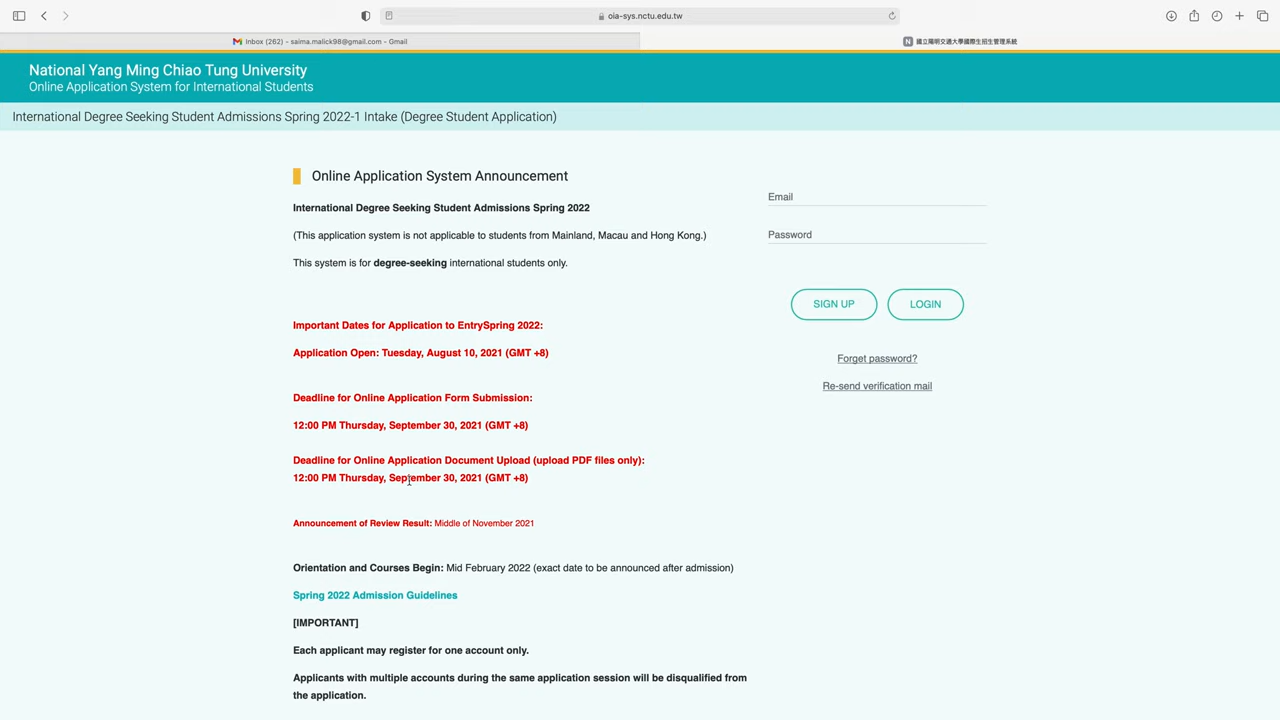 oia-sys.nctu.edu.tw
Inbox (262) - saima.malick98@gmail.com - Gmail
N 國立陽明交通大學國際生招生管理系統
National Yang Ming Chiao Tung University
Online Application System for International Students
International Degree Seeking Student Admissions Spring 2022-1 Intake (Degree Student Application)
Online Application System Announcement
International Degree Seeking Student Admissions Spring 2022
(This application system is not applicable to students from Mainland, Macau and Hong Kong.)
This system is for degree-seeking international students only.
Important Dates for Application to EntrySpring 2022:
Application Open: Tuesday, August 10, 2021 (GMT +8)
Deadline for Online Application Form Submission:
12:00 PM Thursday, September 30, 2021 (GMT +8)
Deadline for Online Application Document Upload (upload PDF files only):
12:00 PM Thursday, September 30, 2021 (GMT +8)
Announcement of Review Result: Middle of November 2021
Orientation and Courses Begin: Mid February 2022 (exact date to be announced after admission)
Spring 2022 Admission Guidelines
[IMPORTANT]
Each applicant may register for one account only.
Applicants with multiple accounts during the same application session will be disqualified from
the application.
Email
Password
SIGN UP
LOGIN
Forget password?
Re-send verification mail